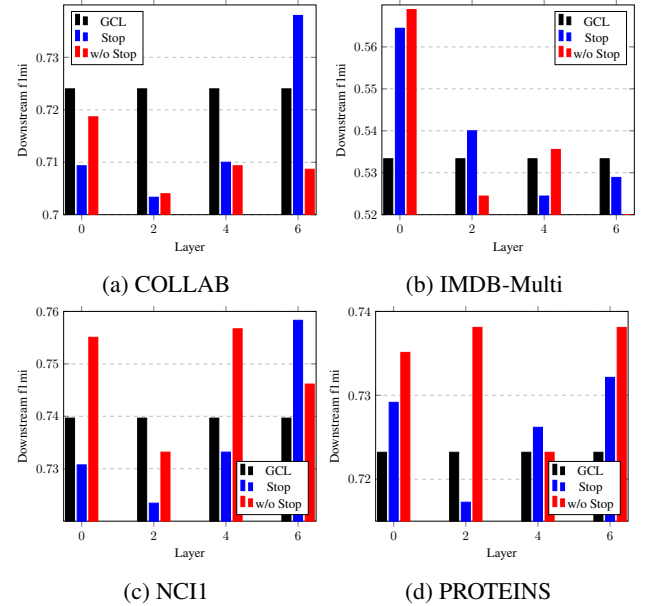 GCL
Stop
w/o Stop
0.73
0.72
0.71
0.7
Downstream f1mi
0 2 4 6
Layer
(a) COLLAB
GCL
Stop
w/o Stop
0.56
0.55
0.54
0.53
0.52
Downstream f1mi
0 2 4 6
Layer
(b) IMDB-Multi
0.76
0.75
0.74
0.73
Downstream f1mi
GCL
Stop
w/o Stop
0 2 4 6
Layer
(c) NCI1
0.74
0.73
0.72
Downstream f1mi
GCL
Stop
w/o Stop
0 2 4 6
Layer
(d) PROTEINS